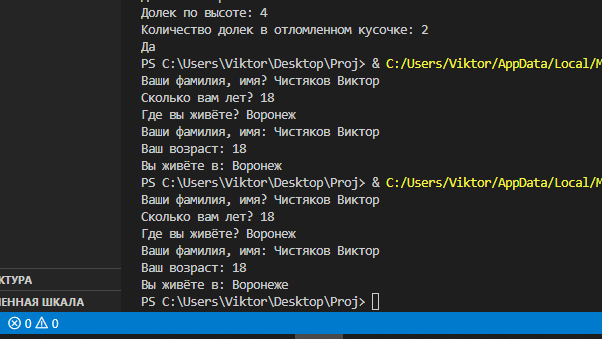 Долек по высоте: 4
Количество долек в отломленном кусочке: 2
Да
PS C:\Users\Viktor\Desktop\Proj> & C:/Users/Viktor/AppData/Local/M
Ваши фамилия, имя? Чистяков Виктор
Сколько вам лет? 18
Где вы живёте? Воронеж
Ваши фамилия, имя: Чистяков Виктор
Ваш возраст: 18
Вы живёте в: Воронеж
PS C:\Users\Viktor\Desktop\Proj> & C:/Users/Viktor/AppData/Local/M
Ваши фамилия, имя? Чистяков Виктор
Сколько вам лет? 18
Где вы живёте? Воронеж
Ваши фамилия, имя: Чистяков Виктор
Ваш возраст: 18
Вы живёте в: Воронеже
PS C:\Users\Viktor\Desktop\Proj>
КТУРА
ЛЕННАЯ ШКАЛА
0 0